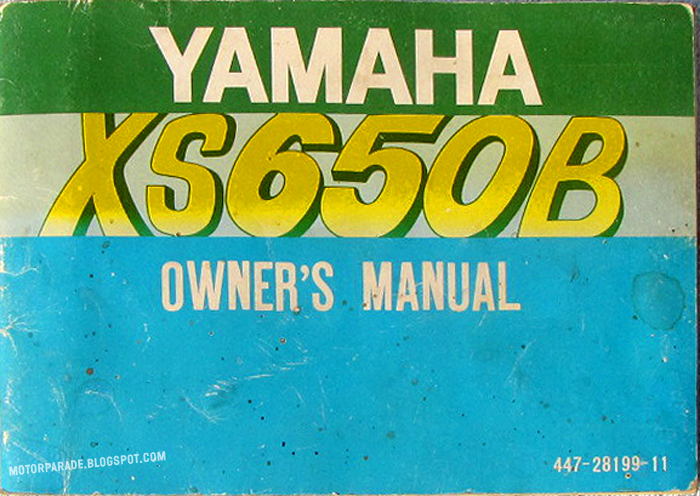 YAMAHA
XS650B
OWNER'S MANUAL
MOTORPARADE.BLOGSPOT.COM
447-28199-11